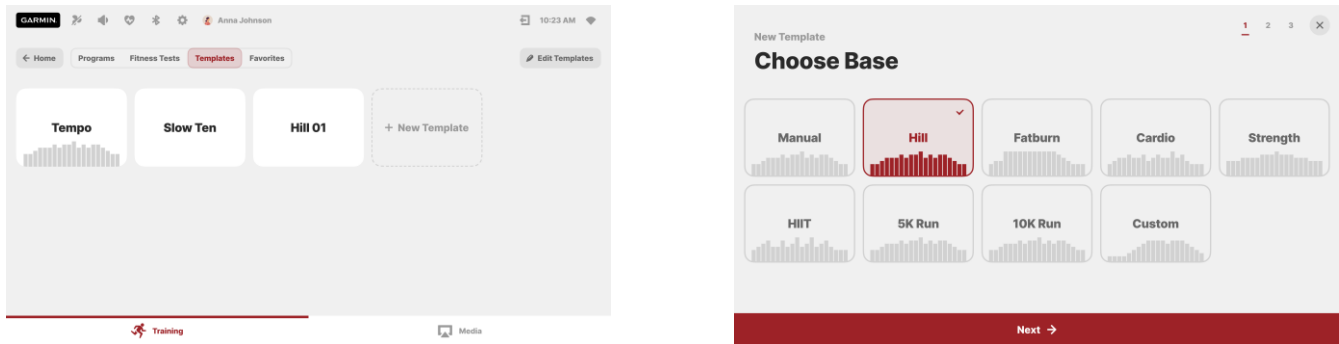 GARMIN. Anna Johnson 10:23 AM
← Home Programs Fitness Tests Templates Favorites Edit Templates
Tempo Slow Ten Hill 01 + New Template
Training Media
1 2 3
New Template
Choose Base
Manual Hill Fatburn Cardio Strength
HIIT 5K Run 10K Run Custom
Next →